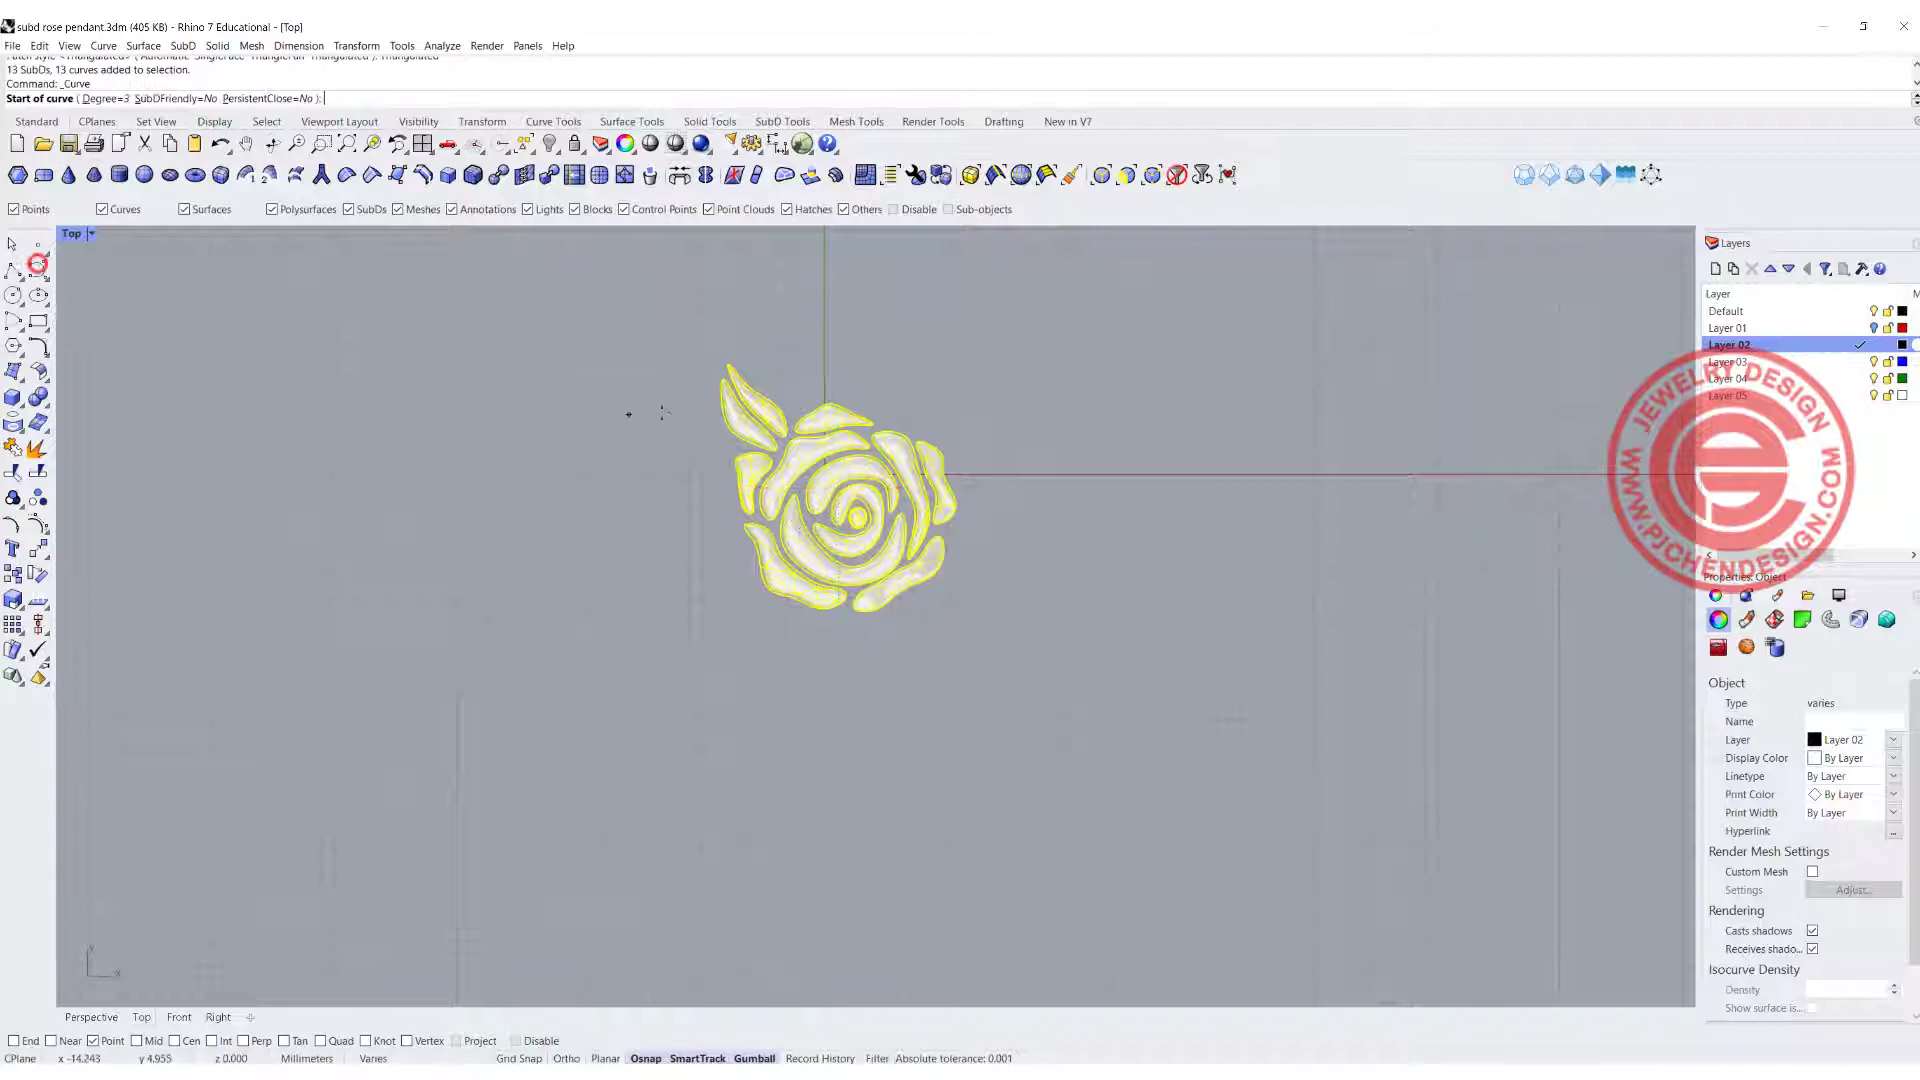 subd rose pendant.3dm (405 KB) - Rhino 7 Educational - [Top]
File Edit View Curve Surface SubD Solid Mesh Dimension Transform Tools Analyze Render Panels Help
13 SubDs, 13 curves added to selection.
Command: _Curve
Start of curve ( Degree=3 SubDFriendly=No PersistentClose=No ):
Standard CPlanes Set View Display Select Viewport Layout Visibility Transform Curve Tools Surface Tools Solid Tools SubD Tools Mesh Tools Render Tools Drafting New in V7
Points Curves Surfaces Polysurfaces SubDs Meshes Annotations Lights Blocks Control Points Point Clouds Hatches Others Disable Sub-objects
Top
Layers
Layer M
Default
Layer 01
Layer 02
Layer 03
Layer 04
Layer 05
JEWELRY DESIGN
WWW.PJCHENDESIGN.COM
Properties: Object
Object
Type varies
Name
Layer Layer 02
Display Color By Layer
Linetype By Layer
Print Color By Layer
Print Width By Layer
Hyperlink ...
Render Mesh Settings
Custom Mesh
Settings Adjust...
Rendering
Casts shadows
Receives shado...
Isocurve Density
Density
Show surface is...
y
x
Perspective Top Front Right
End Near Point Mid Cen Int Perp Tan Quad Knot Vertex Project Disable
CPlane x -14.243 y 4.955 z 0.000 Millimeters Varies Grid Snap Ortho Planar Osnap SmartTrack Gumball Record History Filter Absolute tolerance: 0.001